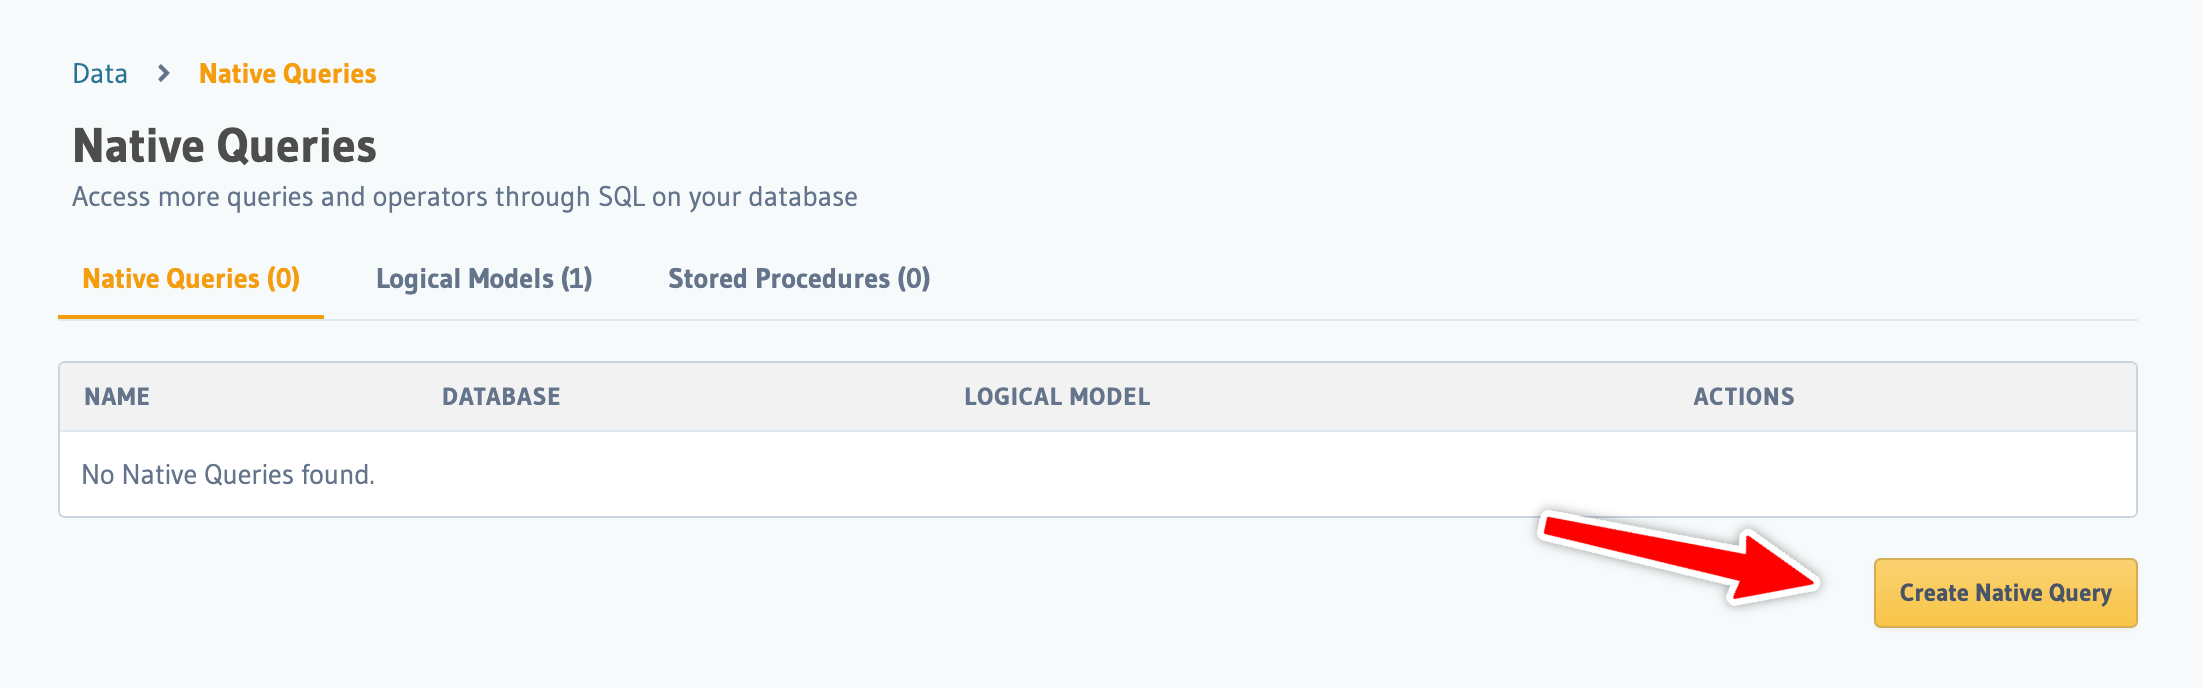 Data > Native Queries
Native Queries
Access more queries and operators through SQL on your database
Native Queries (0) Logical Models (1) Stored Procedures (0)
NAME DATABASE LOGICAL MODEL ACTIONS
No Native Queries found.
Create Native Query